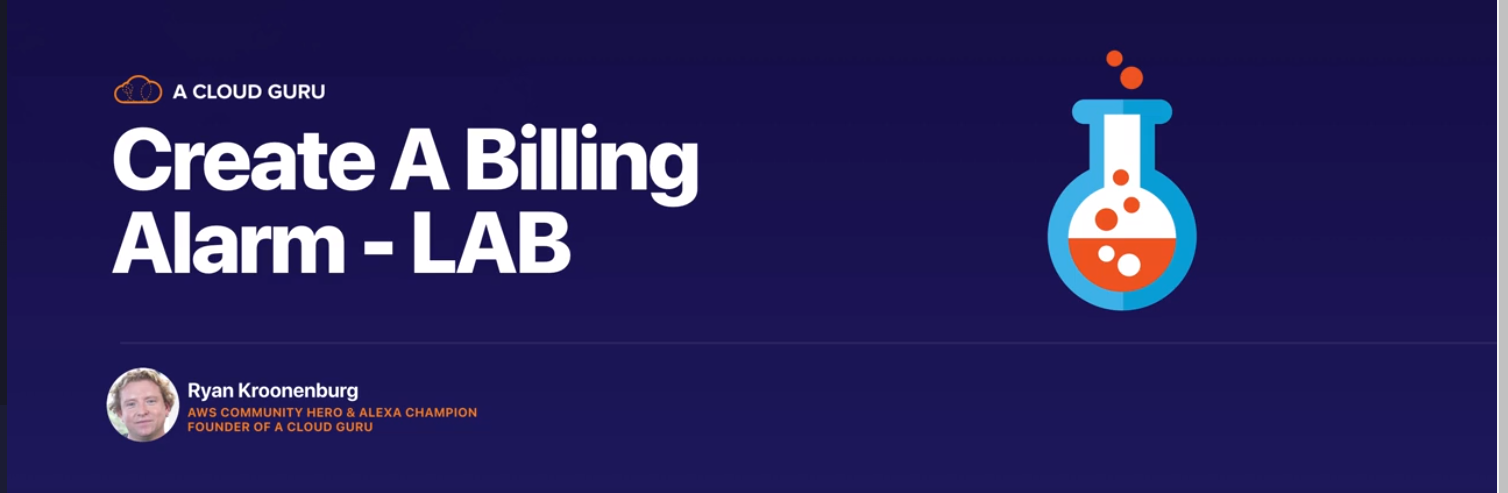 A CLOUD GURU
Create A Billing
Alarm - LAB
Ryan Kroonenburg
AWS COMMUNITY HERO & ALEXA CHAMPION
FOUNDER OF A CLOUD GURU